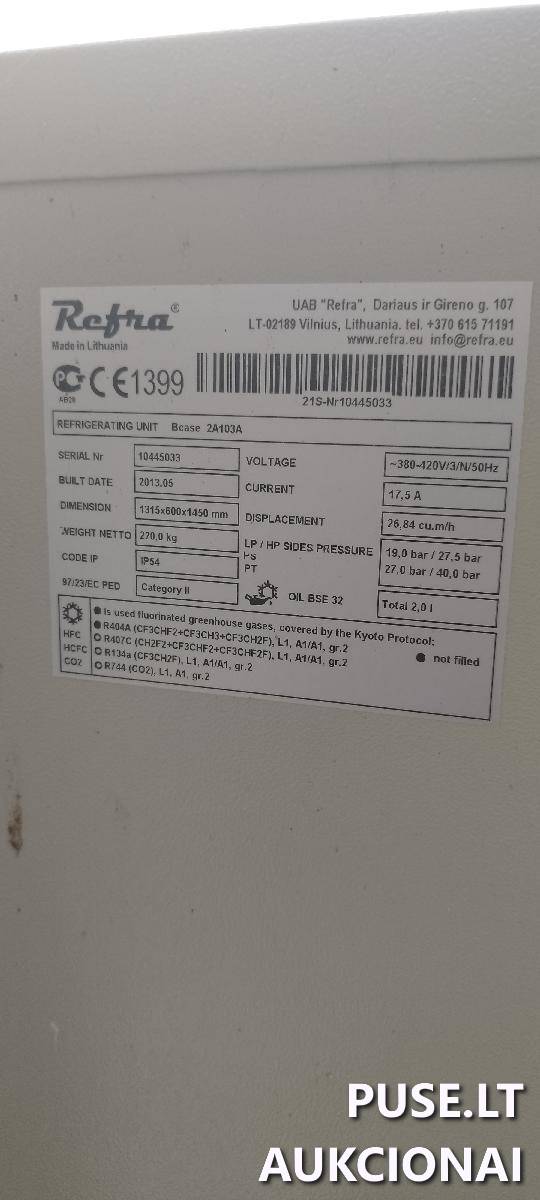 Refra®
Made in Lithuania
UAB "Refra", Dariaus ir Gireno g. 107
LT-02189 Vilnius, Lithuania. tel. +370 615 71191
www.refra.eu info@refra.eu
AB28
CE1399
21S-Nr10445033
REFRIGERATING UNIT Bcase 2A103A
SERIAL Nr 10445033
BUILT DATE 2013.05
DIMENSION 1315x600x1450 mm
WEIGHT NETTO 220,0 kg
CODE IP IP54
97/23/EC PED Category II
VOLTAGE ~380-420V/3/N/50Hz
CURRENT 17,5 A
DISPLACEMENT 26,84 cu.m/h
LP / HP SIDES PRESSURE
PS 19,0 bar / 27,5 bar
PT 27,0 bar / 40,0 bar
OIL BSE 32 Total 2,0 l
Is used fluorinated greenhouse gases, covered by the Kyoto Protocol:
HFC
HCFC
CO2
R404A (CF3CHF2+CF3CH3+CF3CH2F), L1, A1/A1, gr.2
R407C (CH2F2+CF3CHF2+CF3CHF2F), L1, A1/A1, gr.2
R134a (CF3CH2F), L1, A1/A1, gr.2
R744 (CO2), L1, A1, gr.2
not filled
PUSE.LT
AUKCIONAI